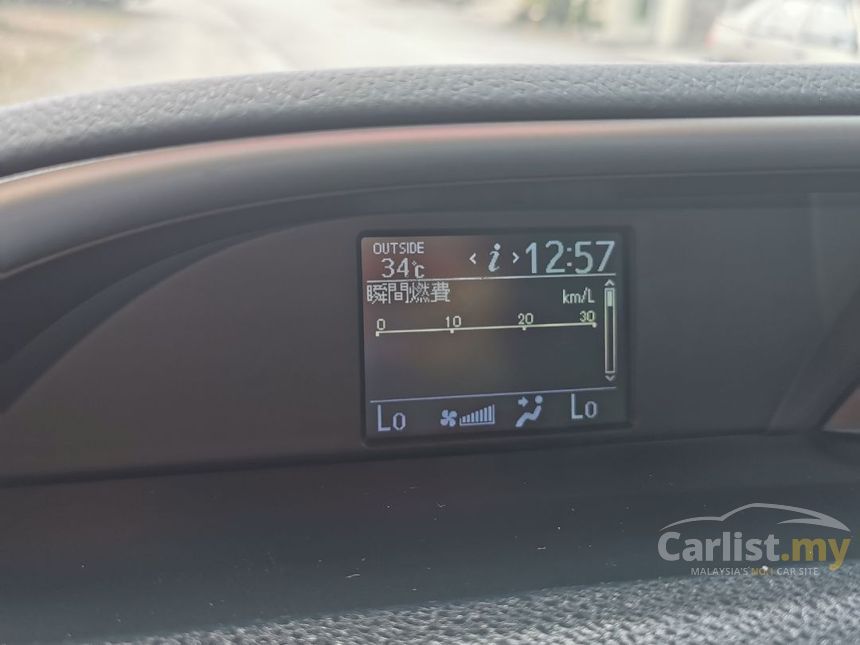 OUTSIDE
34°C
‹ i › 12:57
瞬間燃費 km/L
0 10 20 30
Lo Lo
Carlist.my
MALAYSIA'S NO.1 CAR SITE